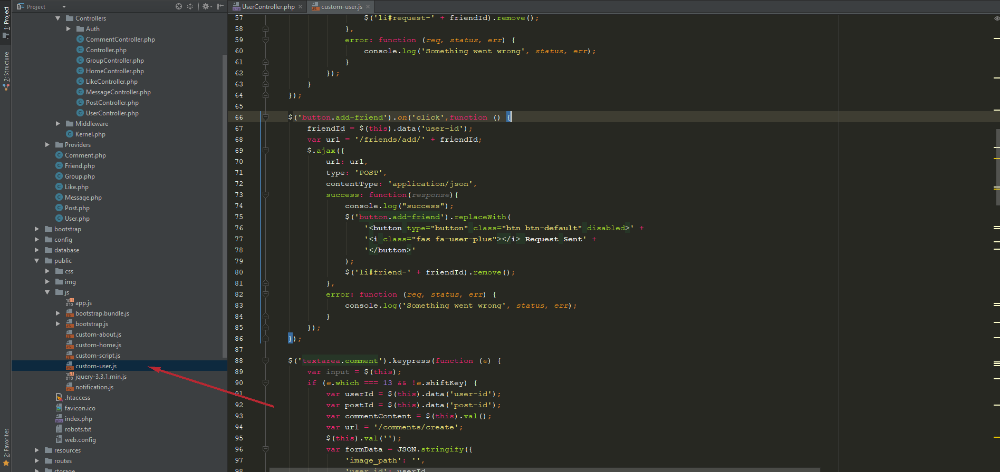 Project
UserController.php
custom-user.js
1: Project
7: Structure
2: Favorites
Controllers
Auth
CommentController.php
Controller.php
GroupController.php
HomeController.php
LikeController.php
MessageController.php
PostController.php
UserController.php
Middleware
Kernel.php
Providers
Comment.php
Friend.php
Group.php
Like.php
Message.php
Post.php
User.php
bootstrap
config
database
public
css
img
js
app.js
bootstrap.bundle.js
bootstrap.js
custom-about.js
custom-home.js
custom-script.js
custom-user.js
jquery-3.3.1.min.js
notification.js
.htaccess
favicon.ico
index.php
robots.txt
web.config
resources
routes
storage
57 $('li#request-' + friendId).remove();
58 },
59 error: function (req, status, err) {
60 console.log('Something went wrong', status, err);
61 }
62 });
63 }
64 });
65
66 $('button.add-friend').on('click',function () {
67 friendId = $(this).data('user-id');
68 var url = '/friends/add/' + friendId;
69 $.ajax({
70 url: url,
71 type: 'POST',
72 contentType: 'application/json',
73 success: function(response){
74 console.log("success");
75 $('button.add-friend').replaceWith(
76 '<button type="button" class="btn btn-default" disabled>' +
77 '<i class="fas fa-user-plus"></i> Request Sent' +
78 '</button>'
79 );
80 $('li#friend-' + friendId).remove();
81 },
82 error: function (req, status, err) {
83 console.log('Something went wrong', status, err);
84 }
85 });
86 });
87
88 $('textarea.comment').keypress(function (e) {
89 var input = $(this);
90 if (e.which === 13 && !e.shiftKey) {
91 var userId = $(this).data('user-id');
92 var postId = $(this).data('post-id');
93 var commentContent = $(this).val();
94 var url = '/comments/create';
95 $(this).val('');
96 var formData = JSON.stringify({
97 'image_path': '',
98 'user_id': userId